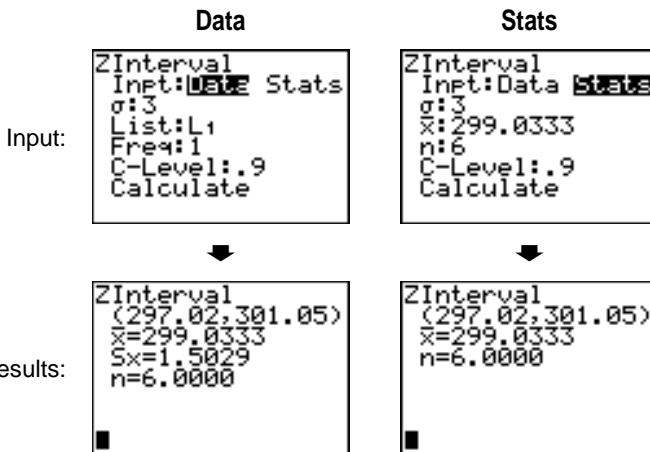 Data Stats
Input:
ZInterval
Inpt:Data Stats
σ:3
List:L₁
Freq:1
C-Level:.9
Calculate
ZInterval
Inpt:Data Stats
σ:3
x̄:299.0333
n:6
C-Level:.9
Calculate
esults:
ZInterval
(297.02,301.05)
x̄=299.0333
Sx=1.5029
n=6.0000
ZInterval
(297.02,301.05)
x̄=299.0333
n=6.0000